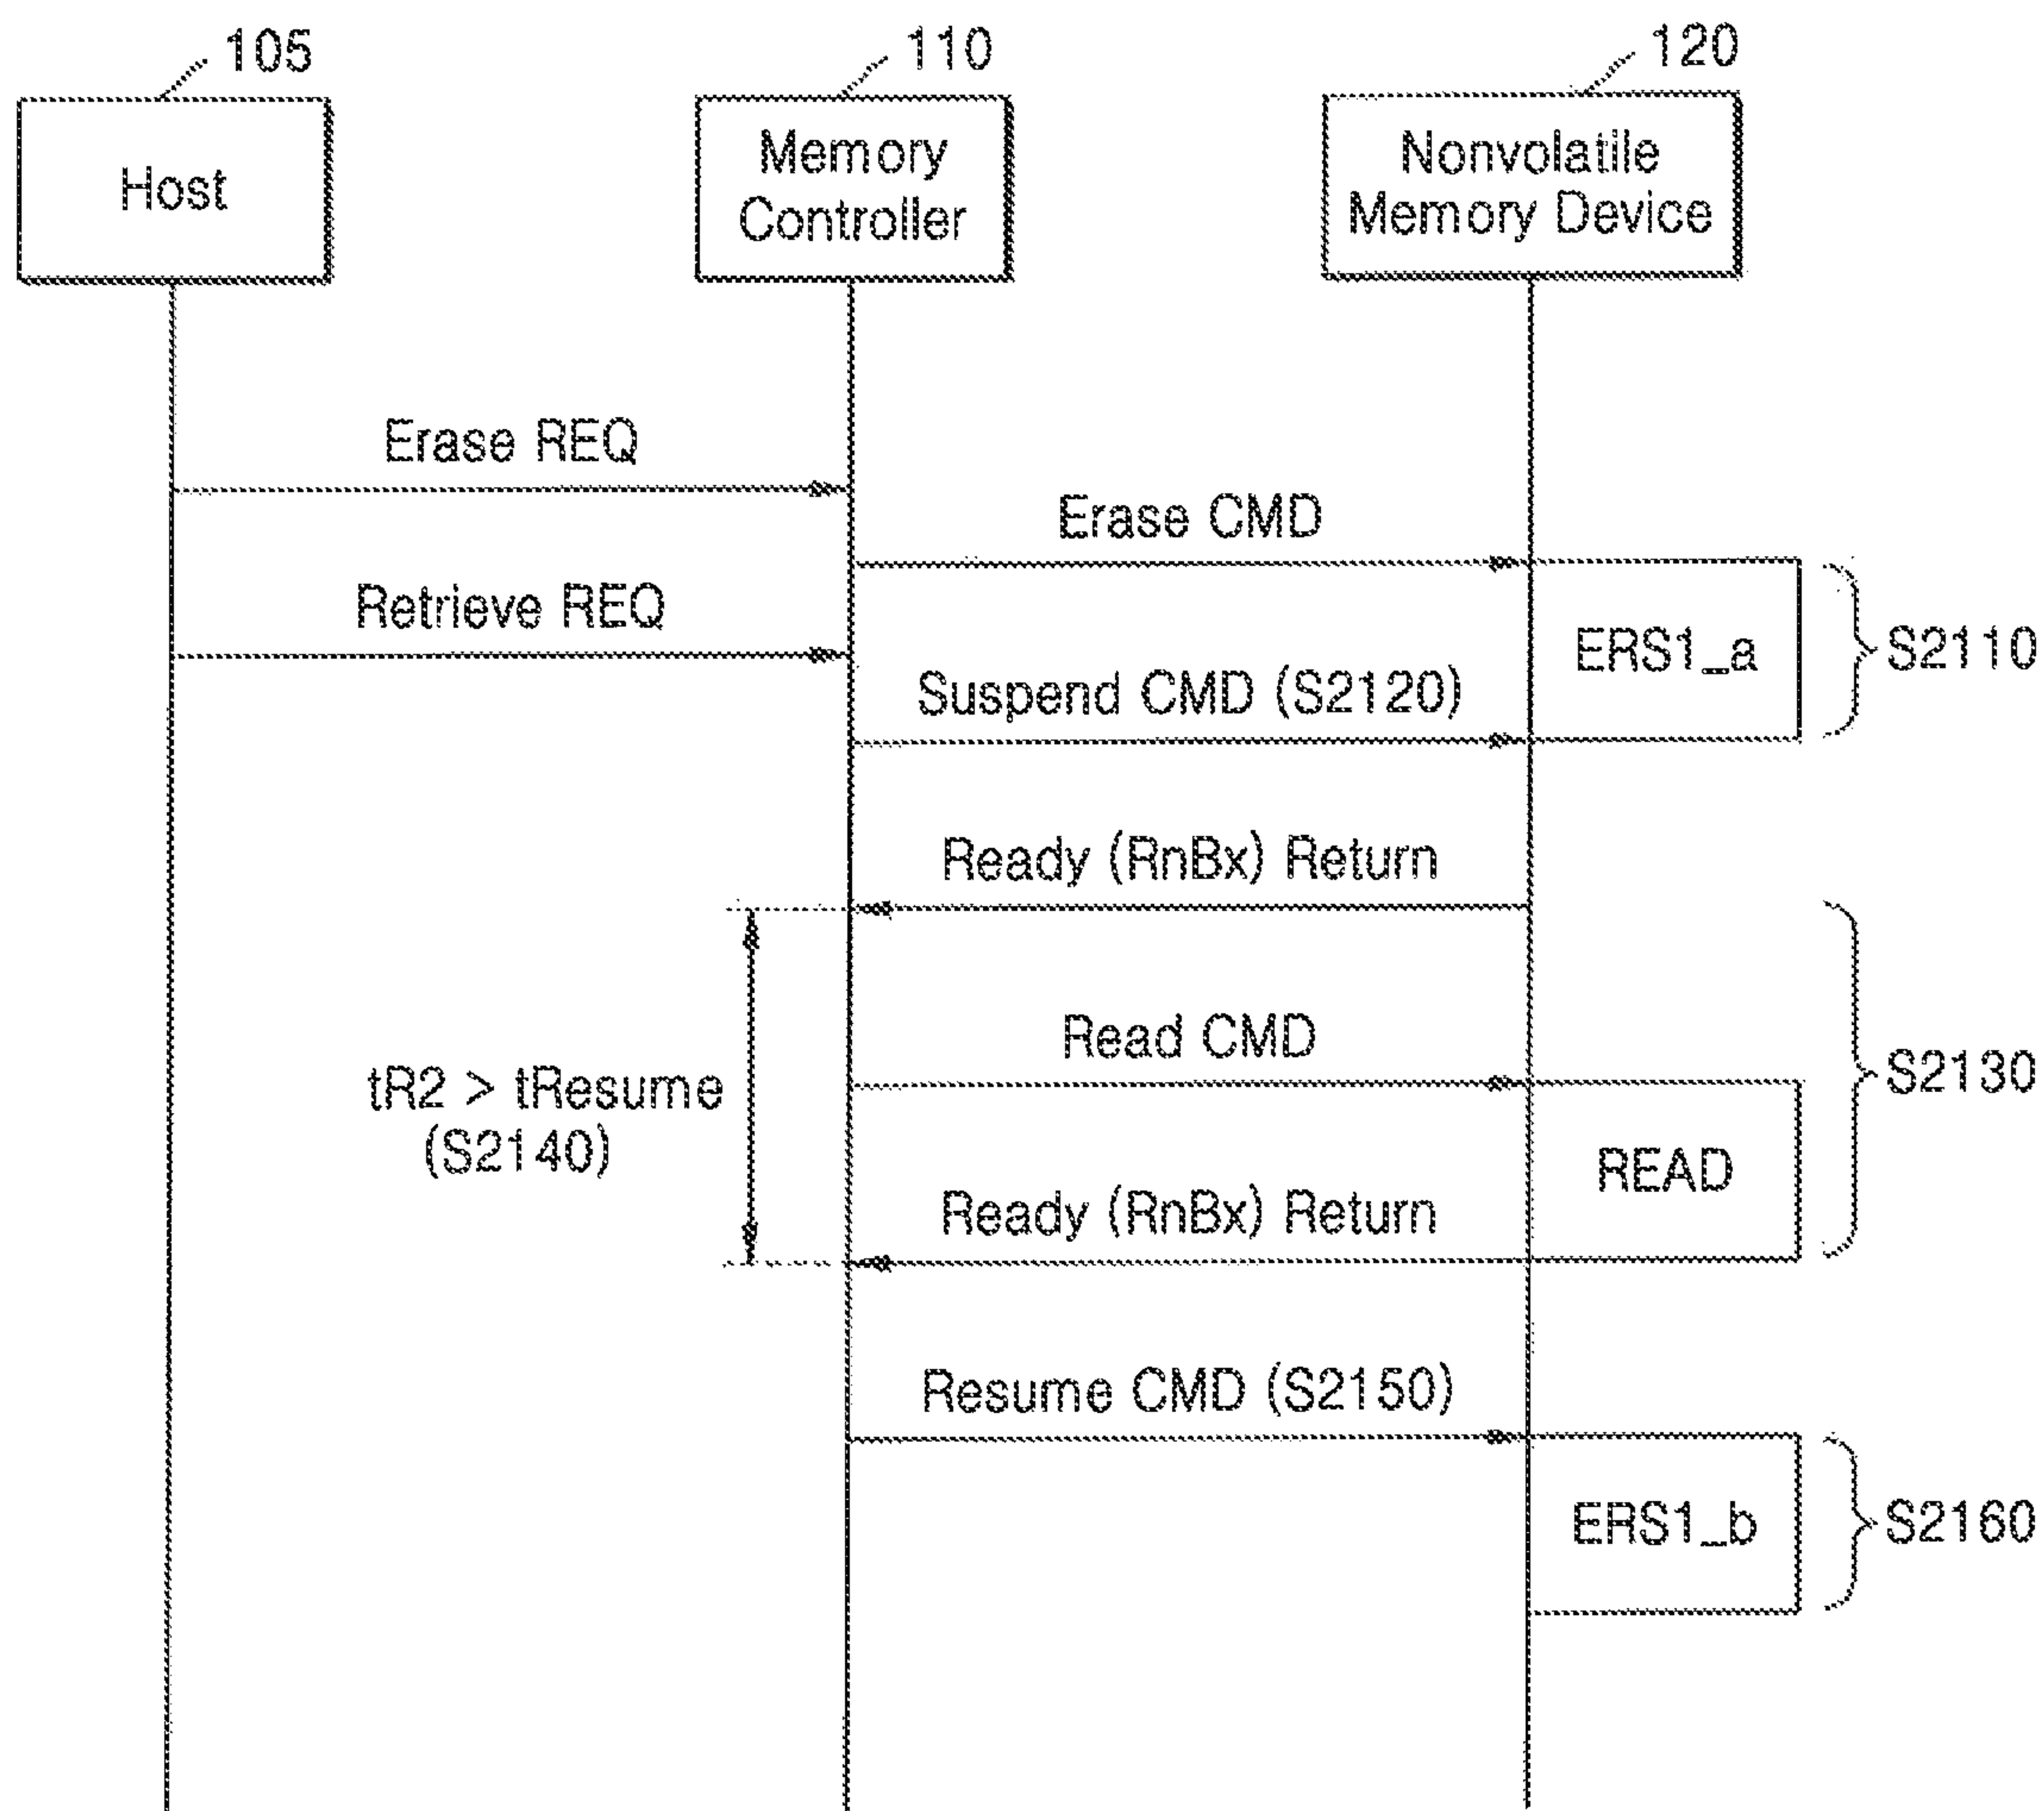 105
110
120
Host
Memory
Controller
Nonvolatile
Memory Device
Erase REQ
Erase CMD
Retrieve REQ
ERS1_a
S2110
Suspend CMD (S2120)
Ready (RnBx) Return
Read CMD
tR2 > tResume
(S2140)
S2130
READ
Ready (RnBx) Return
Resume CMD (S2150)
ERS1_b
S2160